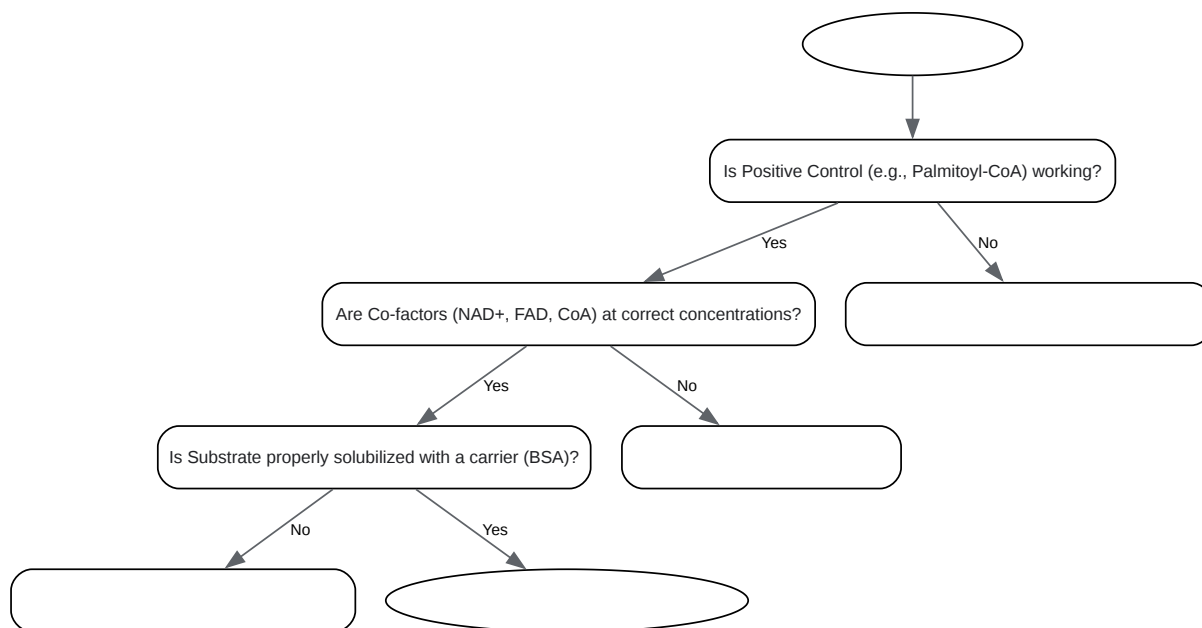 Is Positive Control (e.g., Palmitoyl-CoA) working?
Yes
No
Are Co-factors (NAD+, FAD, CoA) at correct concentrations?
Yes
No
Is Substrate properly solubilized with a carrier (BSA)?
No
Yes